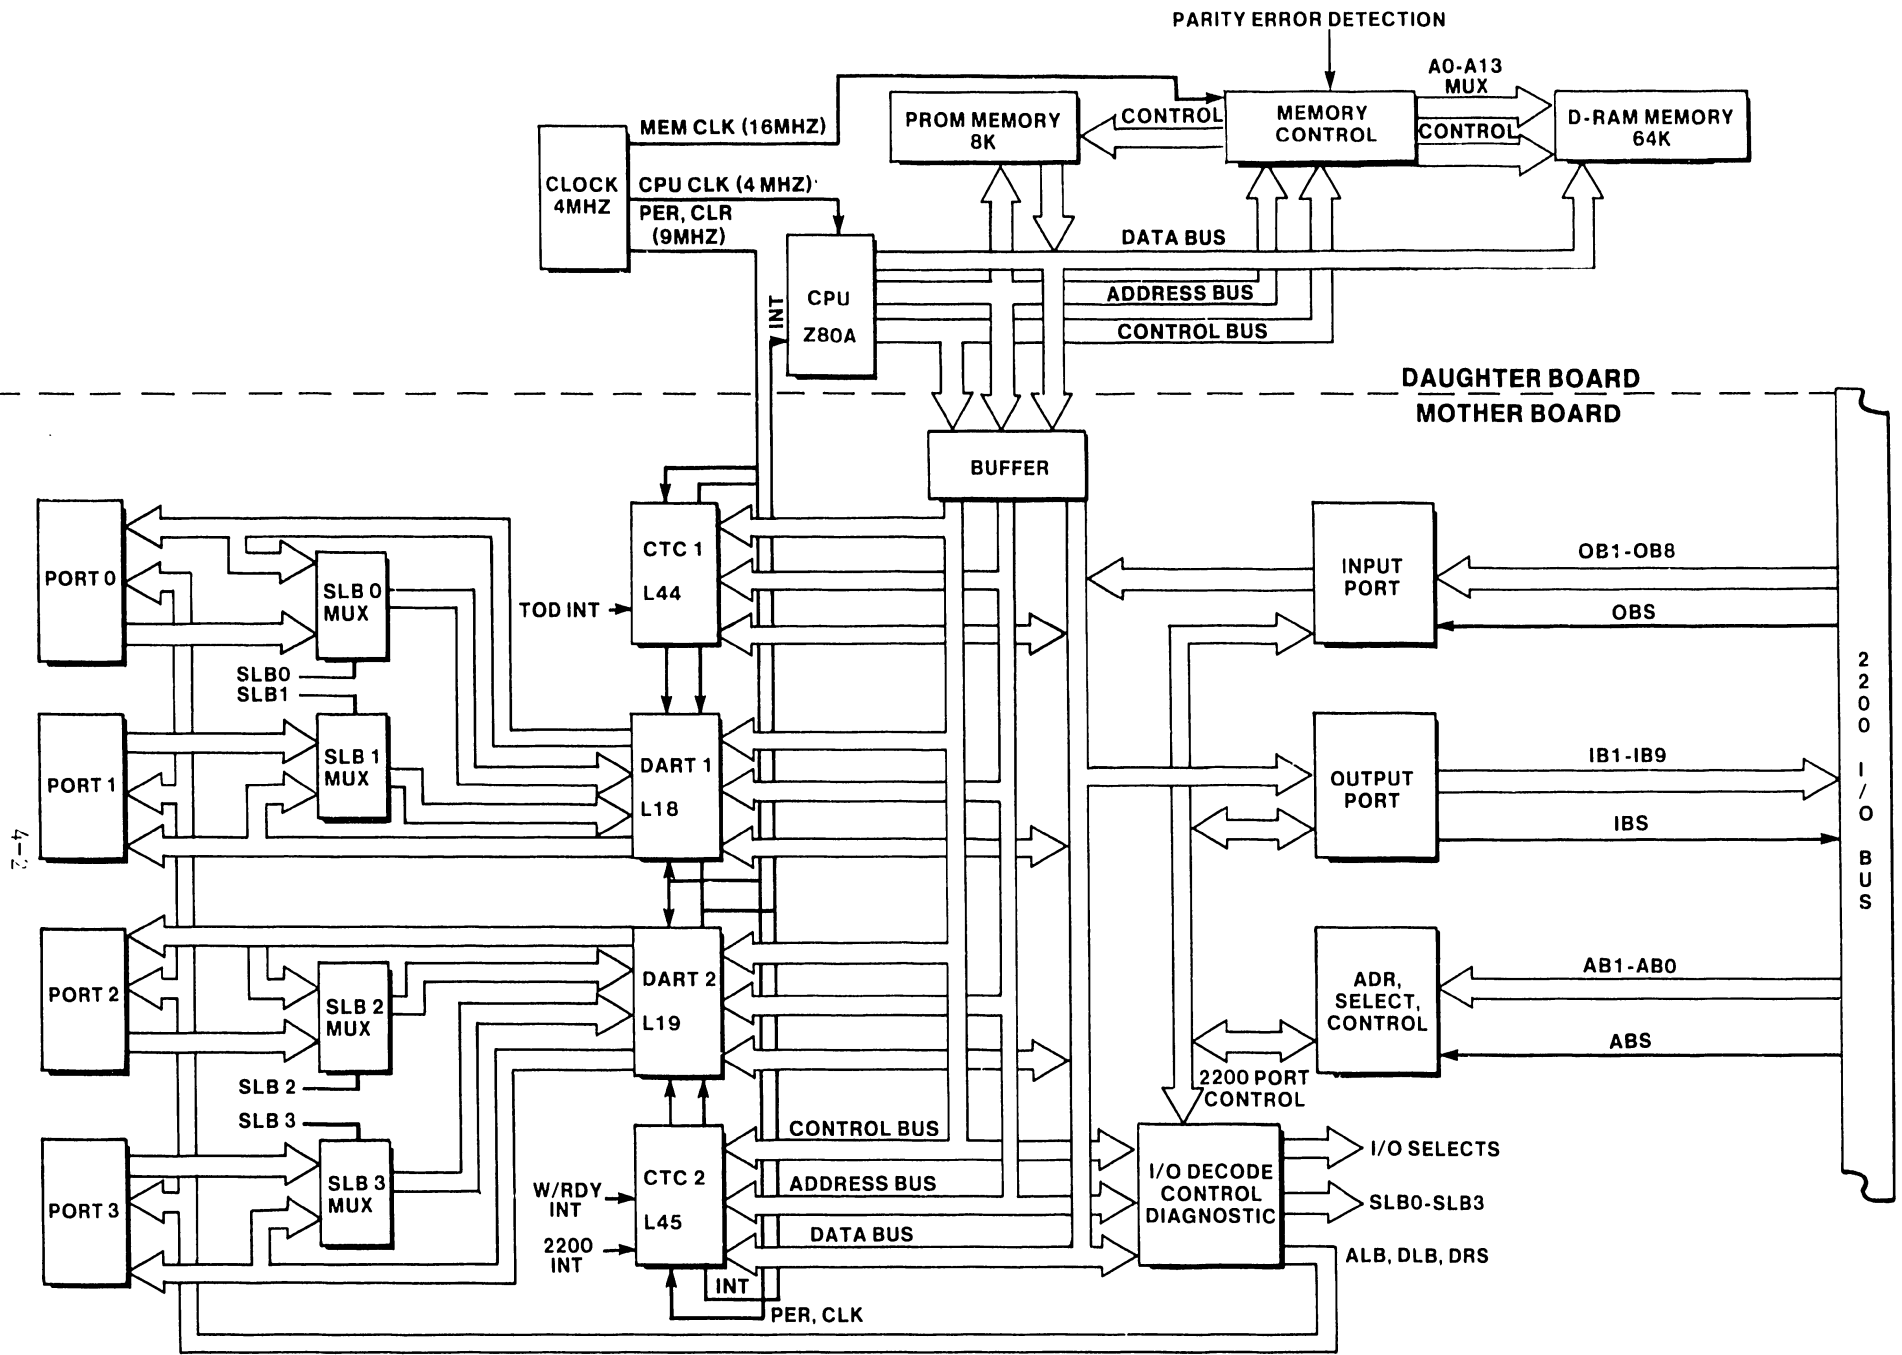 PARITY ERROR DETECTION
A0-A13
MUX
MEM CLK (16MHZ)
PROM MEMORY
8K
CONTROL
MEMORY
CONTROL
CONTROL
D-RAM MEMORY
64K
CLOCK
4MHZ
CPU CLK (4 MHZ)
PER, CLR
(9MHZ)
DATA BUS
INT
CPU
Z80A
ADDRESS BUS
CONTROL BUS
DAUGHTER BOARD
MOTHER BOARD
BUFFER
PORT 0
SLB 0
MUX
CTC 1
L44
TOD INT
INPUT
PORT
OB1-OB8
OBS
SLB0
SLB1
PORT 1
SLB 1
MUX
DART 1
L18
OUTPUT
PORT
IB1-IB9
IBS
2200 I/O BUS
4-2
PORT 2
SLB 2
MUX
DART 2
L19
ADR,
SELECT,
CONTROL
AB1-AB0
ABS
SLB 2
SLB 3
2200 PORT
CONTROL
PORT 3
SLB 3
MUX
CTC 2
L45
W/RDY
INT
2200
INT
CONTROL BUS
ADDRESS BUS
DATA BUS
I/O DECODE
CONTROL
DIAGNOSTIC
I/O SELECTS
SLB0-SLB3
ALB, DLB, DRS
INT
PER, CLK